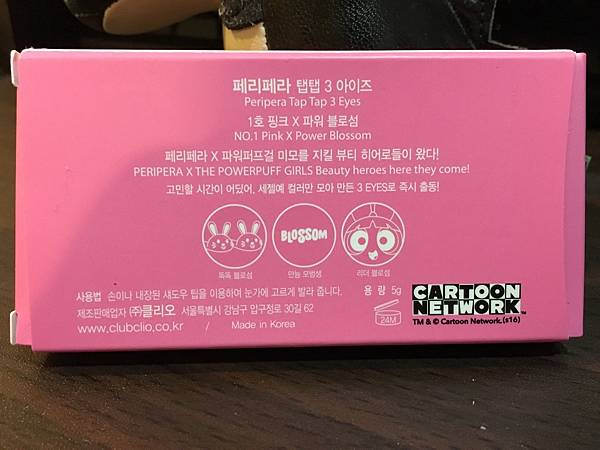 페리페라 탭탭 3 아이즈
Peripera Tap Tap 3 Eyes
1호 핑크 X 파워 블로섬
NO.1 Pink X Power Blossom
페리페라 X 파워퍼프걸 미모를 지킬 뷰티 히어로들이 왔다!
PERIPERA X THE POWERPUFF GIRLS Beauty heroes here they come!
고민할 시간이 어딨어, 세젤예 컬러만 모아 만든 3 EYES로 즉시 출동!
BLOSSOM
똑똑 블로섬
만능 모범생
리더 블로섬
사용법 손이나 내장된 섀도우 팁을 이용하여 눈가에 고르게 발라 줍니다.
용 량 5g
제조판매업자 (주)클리오 서울특별시 강남구 압구정로 30길 62
www.clubclio.co.kr / Made in Korea
24M
CARTOON
NETWORK
TM & © Cartoon Network.(s16)